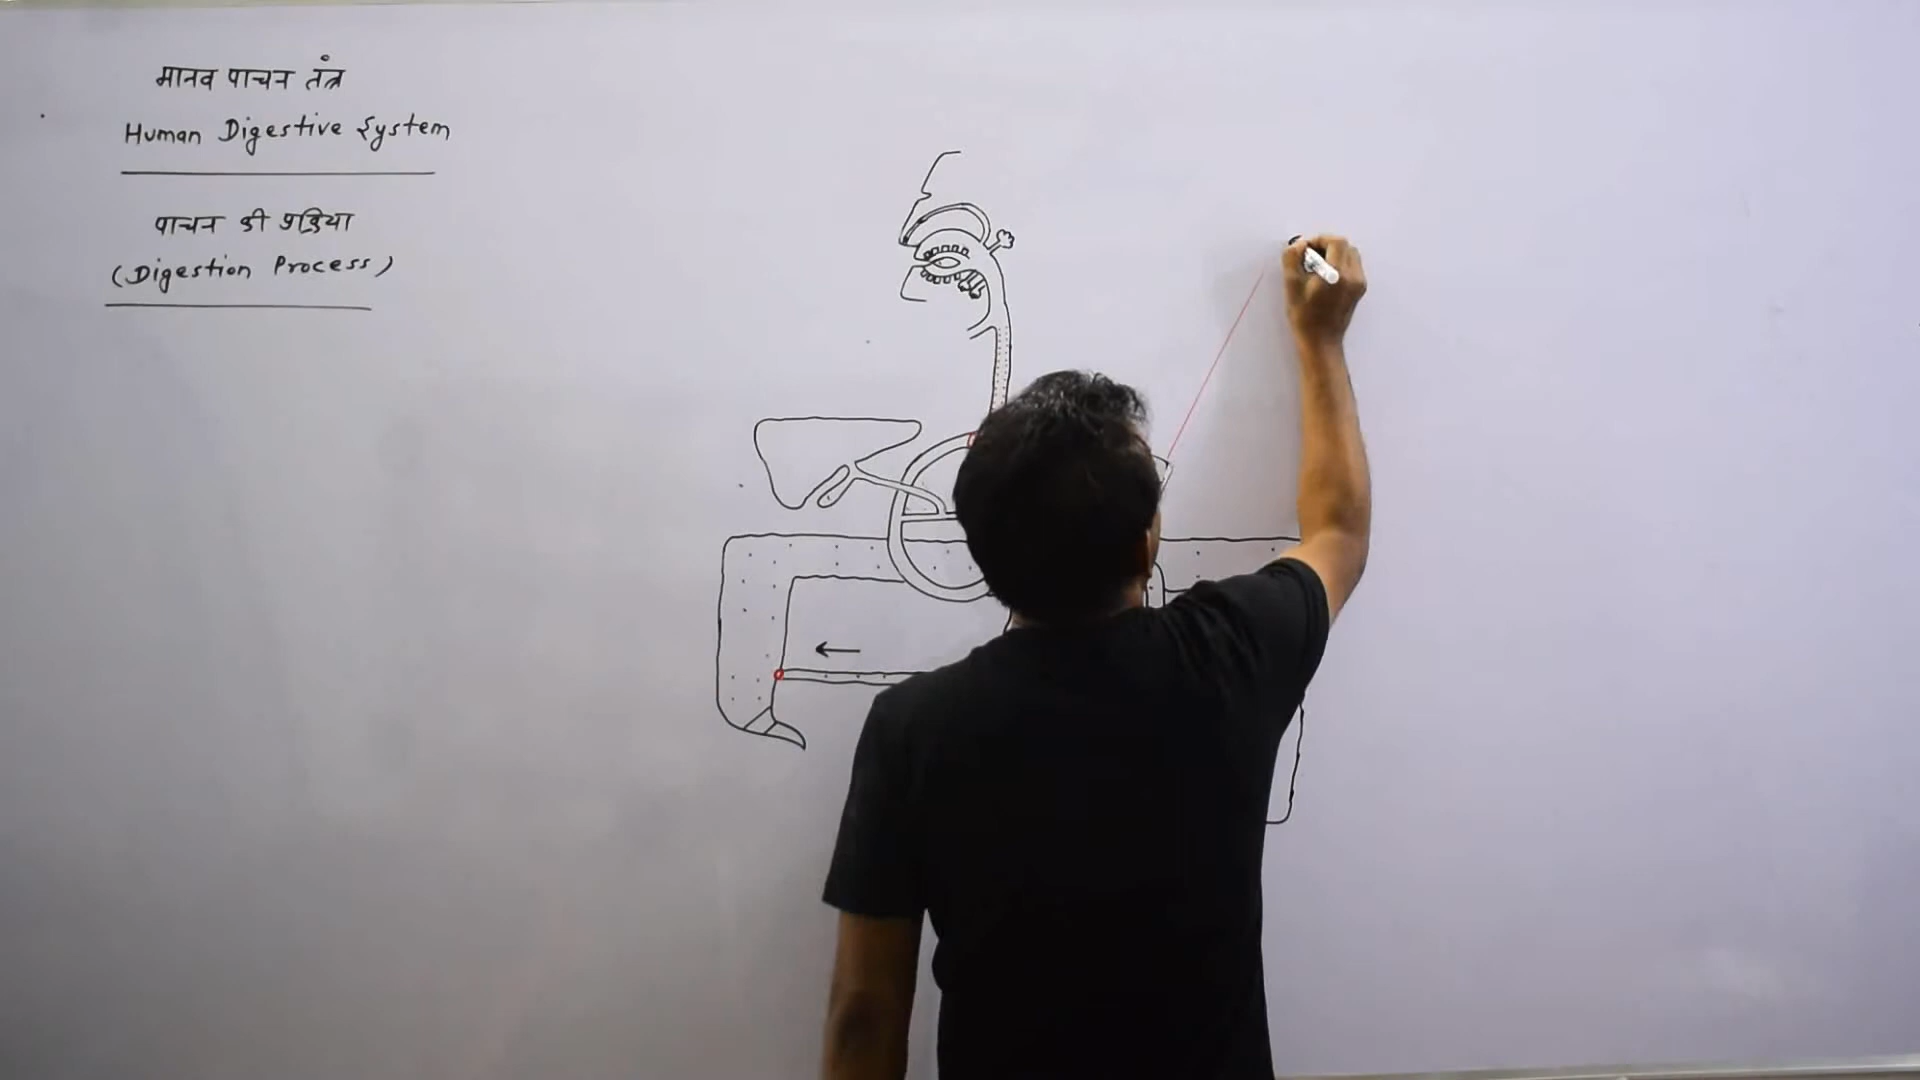 मानव पाचन तंत्र
Human Digestive System
पाचन की प्रक्रिया
(Digestion Process)